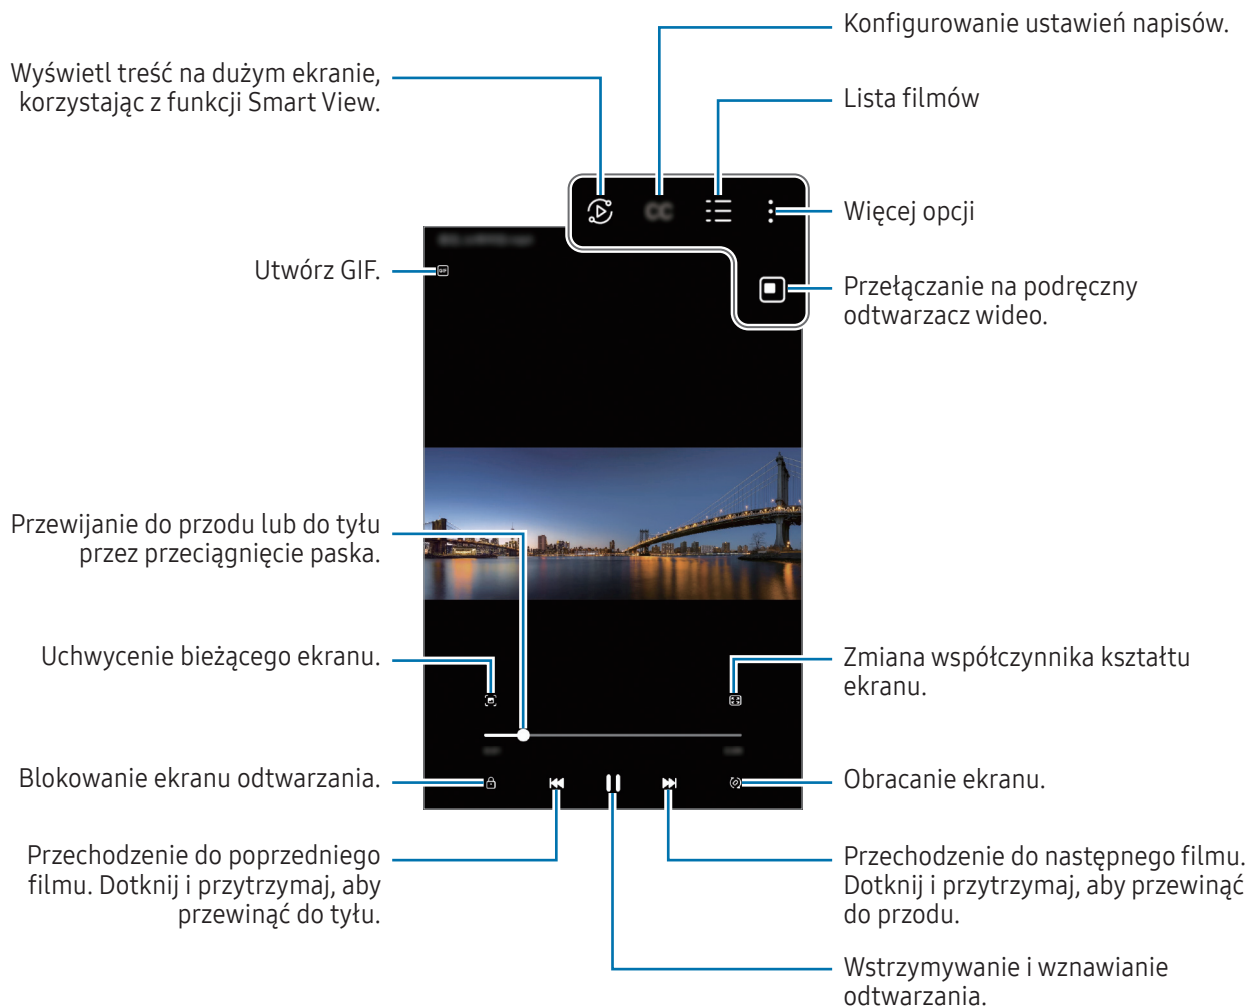 Konfigurowanie ustawień napisów.
Wyświetl treść na dużym ekranie,
korzystając z funkcji Smart View.
Lista filmów
CC
Więcej opcji
Utwórz GIF.
GIF
Przełączanie na podręczny
odtwarzacz wideo.
Przewijanie do przodu lub do tyłu
przez przeciągnięcie paska.
Uchwycenie bieżącego ekranu.
Zmiana współczynnika kształtu
ekranu.
Blokowanie ekranu odtwarzania.
Obracanie ekranu.
Przechodzenie do poprzedniego
filmu. Dotknij i przytrzymaj, aby
przewinąć do tyłu.
Przechodzenie do następnego filmu.
Dotknij i przytrzymaj, aby przewinąć
do przodu.
Wstrzymywanie i wznawianie
odtwarzania.